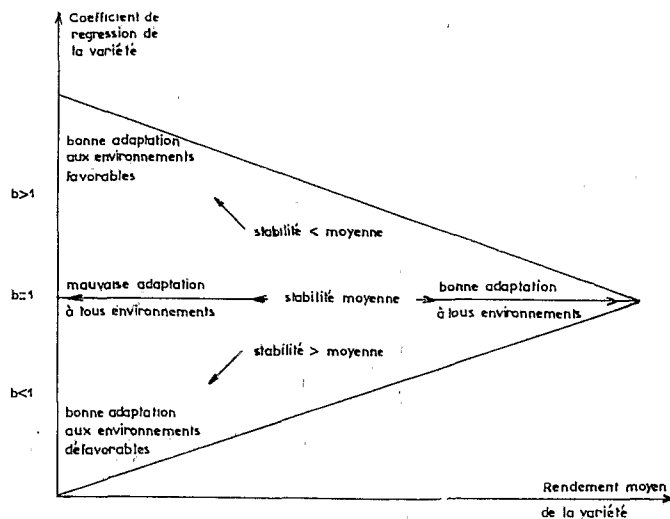 Coefficient de
regression de
la variété
bonne adaptation
aux environnements
favorables
b>1
stabilité < moyenne
mauvaise adaptation
bonne adaptation
b=1
stabilité moyenne
à tous environnements
à tous environnements
stabilité > moyenne
b<1
bonne adaptation
aux environnements
défavorables
Rendement moyen
de la variété